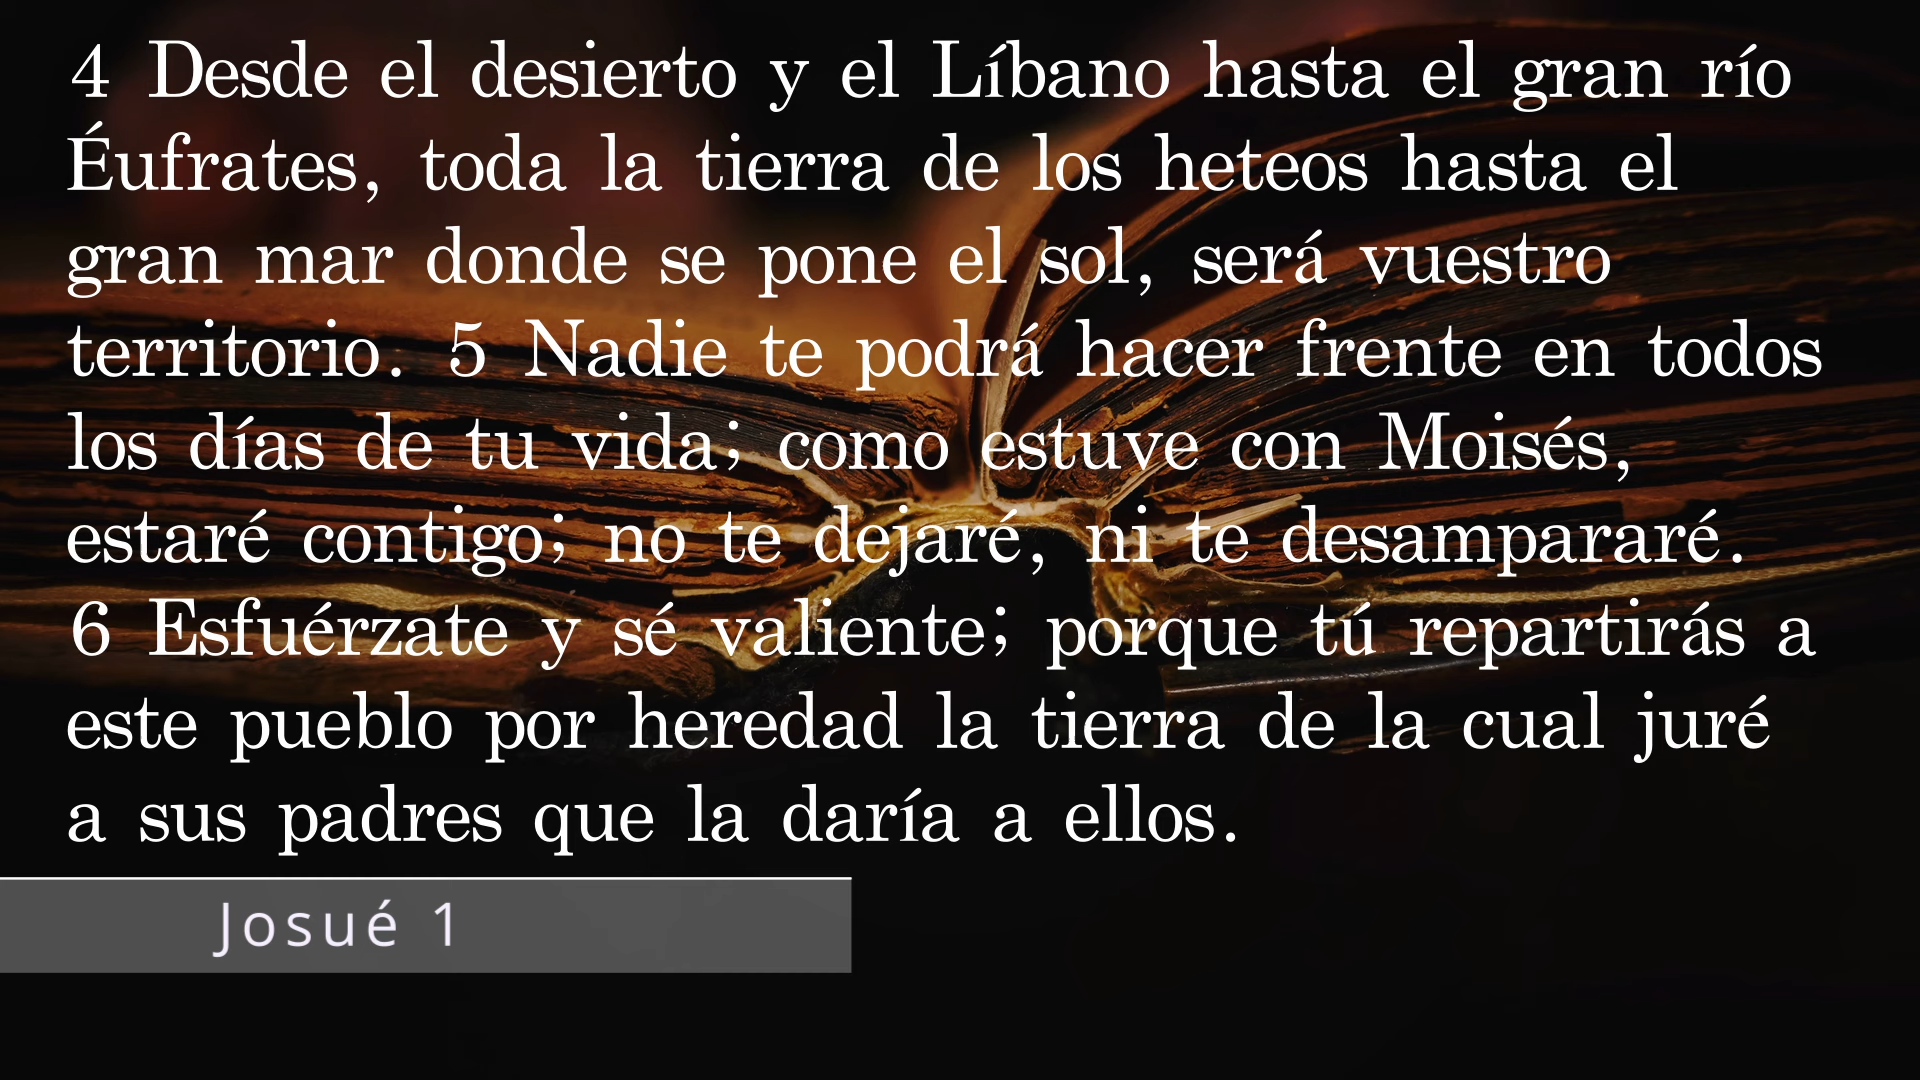 4 Desde el desierto y el Líbano hasta el gran río
Éufrates, toda la tierra de los heteos hasta el
gran mar donde se pone el sol, será vuestro
territorio. 5 Nadie te podrá hacer frente en todos
los días de tu vida; como estuve con Moisés,
estaré contigo; no te dejaré, ni te desampararé.
6 Esfuérzate y sé valiente; porque tú repartirás a
este pueblo por heredad la tierra de la cual juré
a sus padres que la daría a ellos.
Josué 1